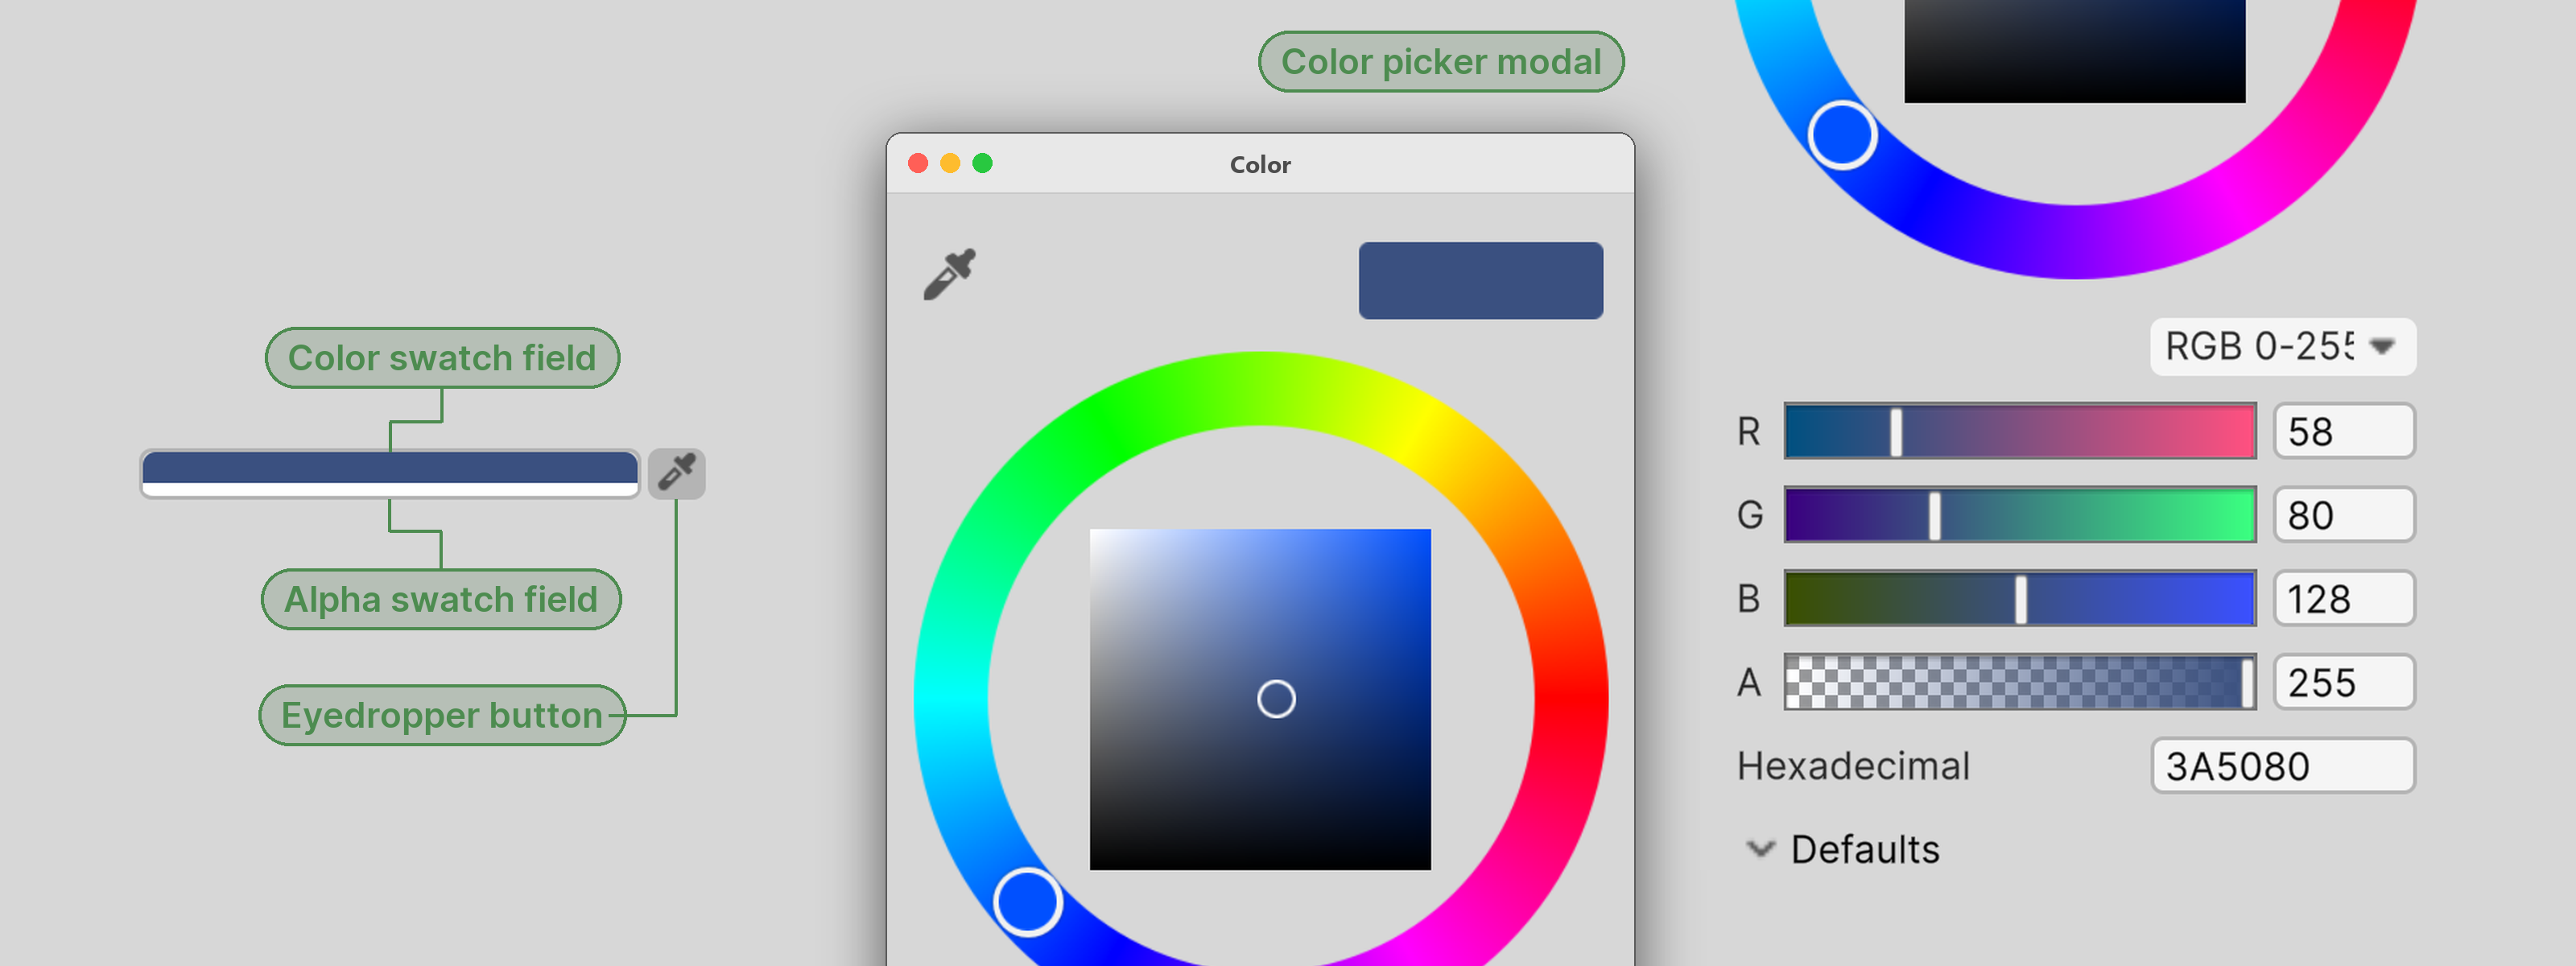 Color picker modal
Color
Color swatch field
Alpha swatch field
Eyedropper button
RGB 0-255
R 58
G 80
B 128
A 255
Hexadecimal 3A5080
Defaults